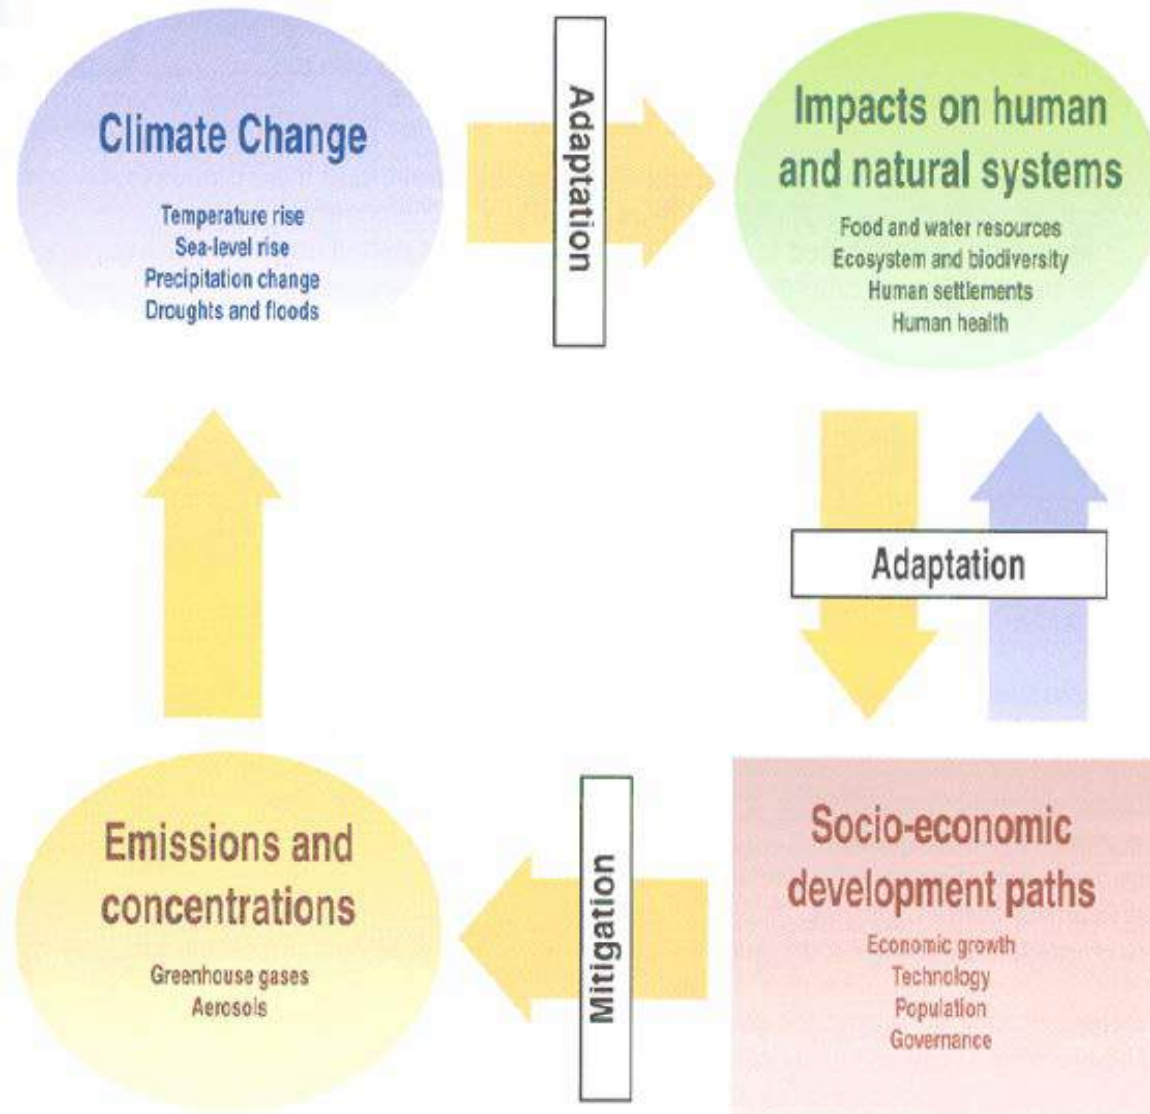 Climate Change
Temperature rise
Sea-level rise
Precipitation change
Droughts and floods
Adaptation
Impacts on human
and natural systems
Food and water resources
Ecosystem and biodiversity
Human settlements
Human health
Adaptation
Emissions and
concentrations
Greenhouse gases
Aerosols
Mitigation
Socio-economic
development paths
Economic growth
Technology
Population
Governance